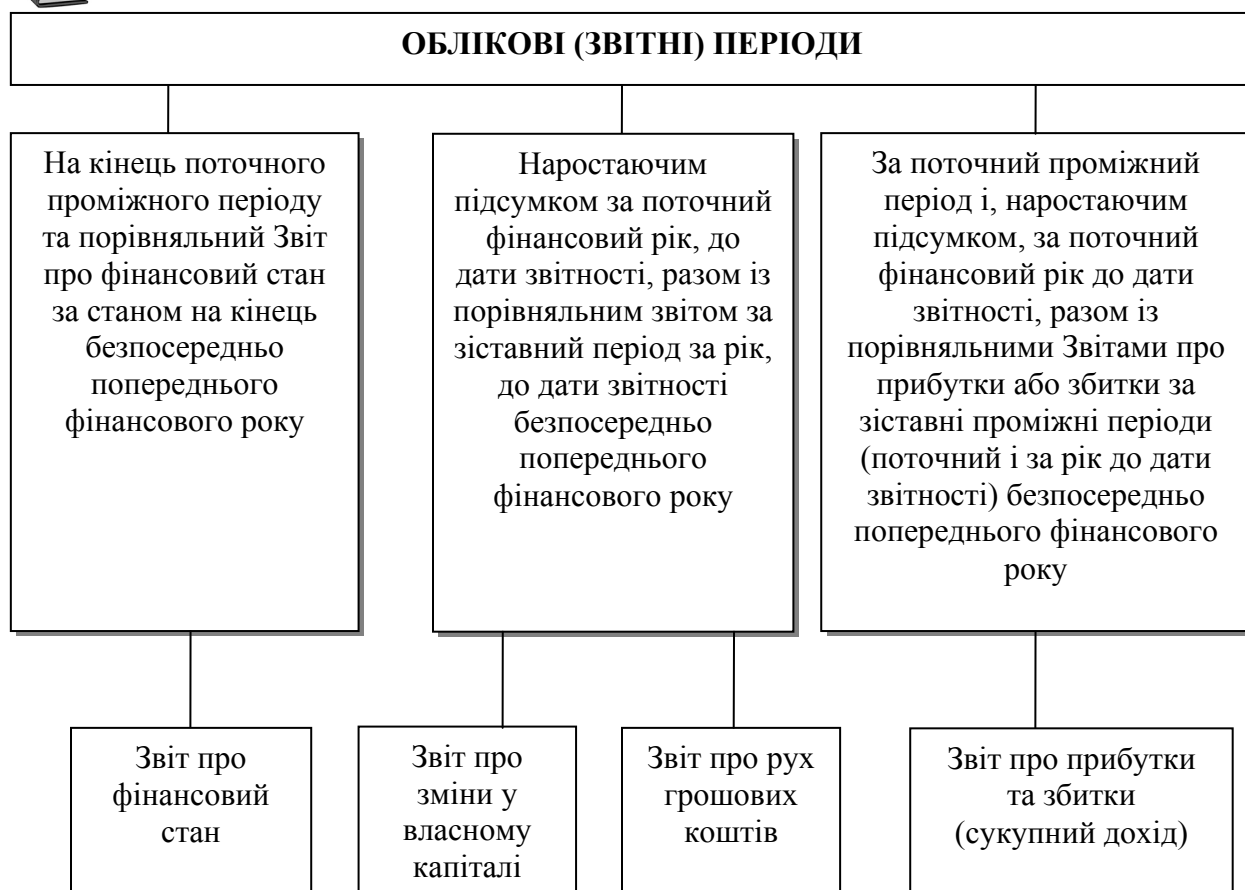 ОБЛІКОВІ (ЗВІТНІ) ПЕРІОДИ
На кінець поточного
проміжного періоду
та порівняльний Звіт
про фінансовий стан
за станом на кінець
безпосередньо
попереднього
фінансового року
Наростаючим
підсумком за поточний
фінансовий рік, до
дати звітності, разом із
порівняльним звітом за
зіставний період за рік,
до дати звітності
безпосередньо
попереднього
фінансового року
За поточний проміжний
період і, наростаючим
підсумком, за поточний
фінансовий рік до дати
звітності, разом із
порівняльними Звітами про
прибутки або збитки за
зіставні проміжні періоди
(поточний і за рік до дати
звітності) безпосередньо
попереднього фінансового
року
Звіт про
фінансовий
стан
Звіт про
зміни у
власному
капіталі
Звіт про рух
грошових
коштів
Звіт про прибутки
та збитки
(сукупний дохід)